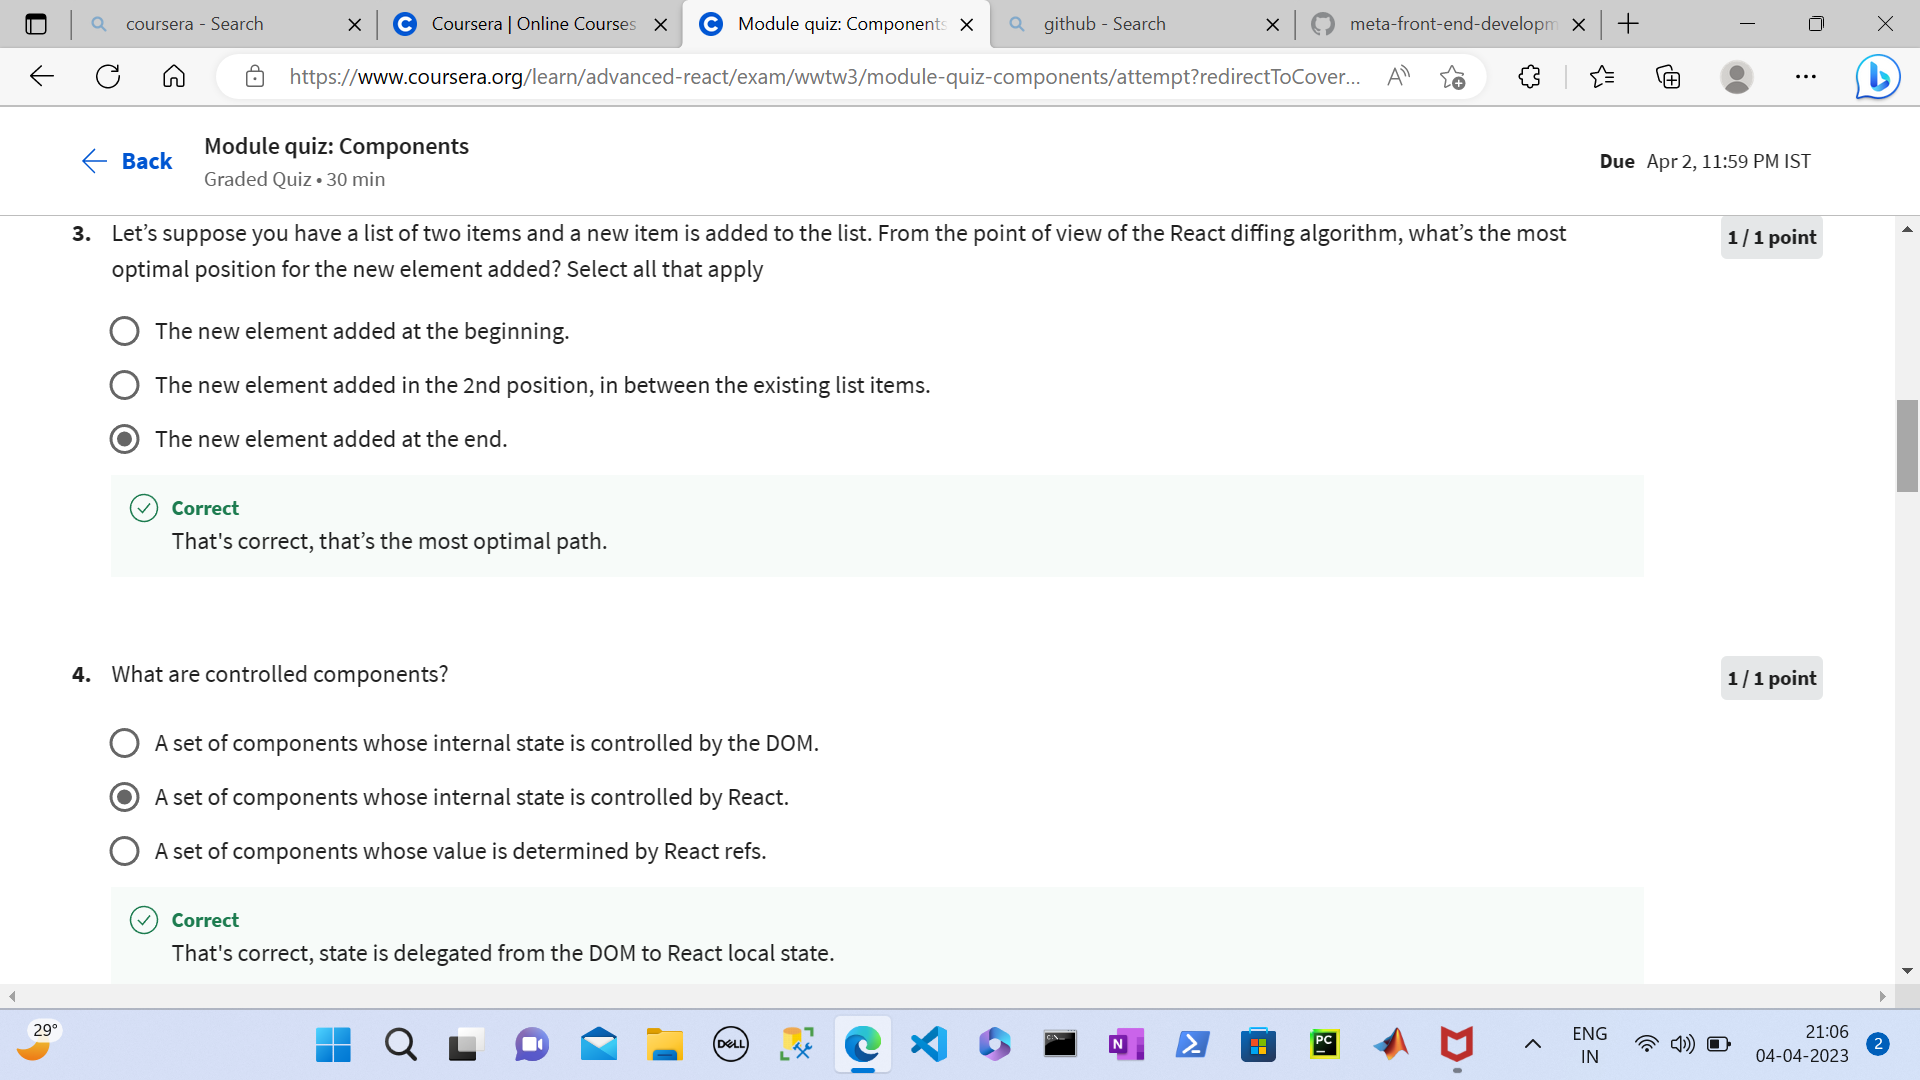 coursera - Search
Coursera | Online Courses
Module quiz: Components
github - Search
meta-front-end-developm
https://www.coursera.org/learn/advanced-react/exam/wwtw3/module-quiz-components/attempt?redirectToCover...
Back
Module quiz: Components
Graded Quiz • 30 min
Due Apr 2, 11:59 PM IST
3. Let’s suppose you have a list of two items and a new item is added to the list. From the point of view of the React diffing algorithm, what’s the most
optimal position for the new element added? Select all that apply
1 / 1 point
The new element added at the beginning.
The new element added in the 2nd position, in between the existing list items.
The new element added at the end.
Correct
That's correct, that’s the most optimal path.
4. What are controlled components?
1 / 1 point
A set of components whose internal state is controlled by the DOM.
A set of components whose internal state is controlled by React.
A set of components whose value is determined by React refs.
Correct
That's correct, state is delegated from the DOM to React local state.
29°
DELL
N
PC
ENG
IN
21:06
04-04-2023
2